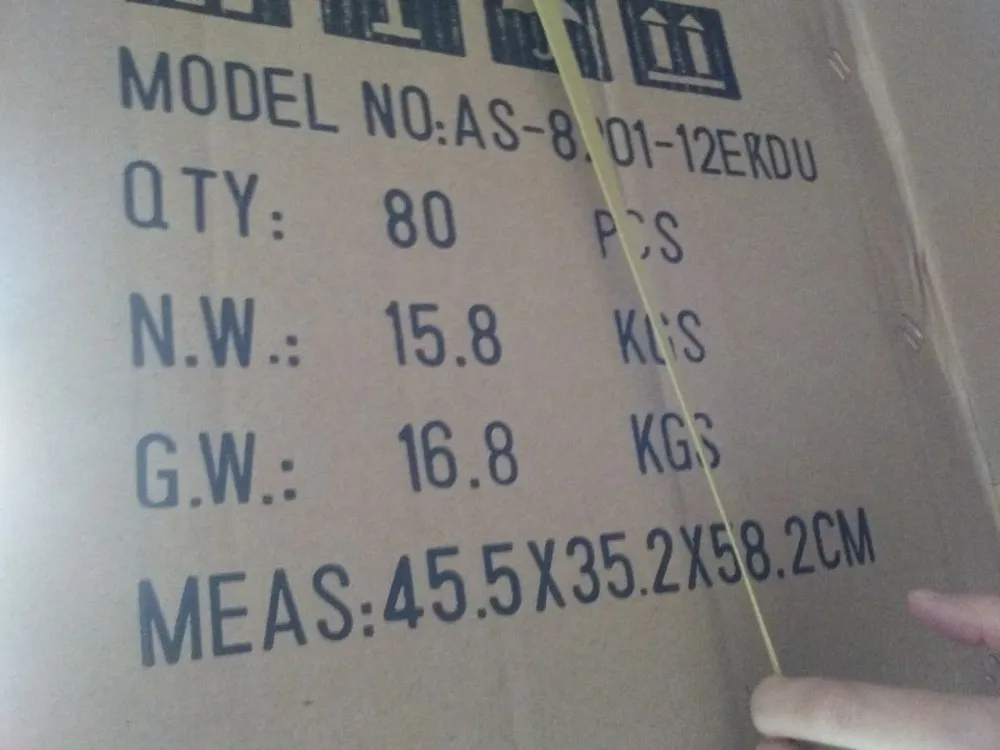 MODEL NO:
QTY: 80 PCS
N.W.: 15.8 KGS
G.W.: 16.8 KGS
MEAS:45.5X35.2X58.2CM